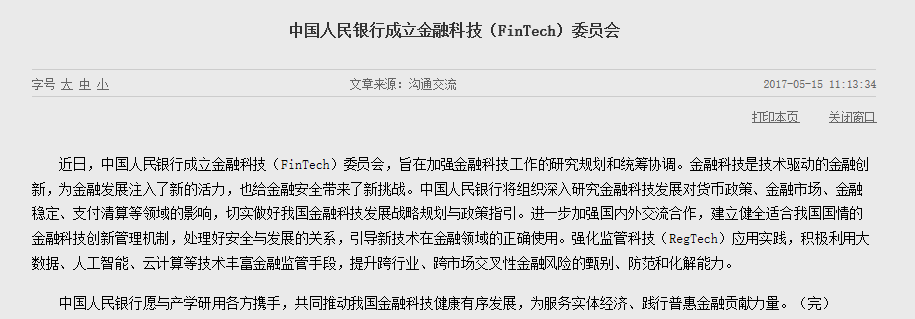 中国人民银行成立金融科技（FinTech）委员会
字号 大 中 小 文章来源：沟通交流 2017-05-15 11:13:34
打印本页 关闭窗口
近日，中国人民银行成立金融科技（FinTech）委员会，旨在加强金融科技工作的研究规划和统筹协调。金融科技是技术驱动的金融创
新，为金融发展注入了新的活力，也给金融安全带来了新挑战。中国人民银行将组织深入研究金融科技发展对货币政策、金融市场、金融
稳定、支付清算等领域的影响，切实做好我国金融科技发展战略规划与政策指引。进一步加强国内外交流合作，建立健全适合我国国情的
金融科技创新管理机制，处理好安全与发展的关系，引导新技术在金融领域的正确使用。强化监管科技（RegTech）应用实践，积极利用大
数据、人工智能、云计算等技术丰富金融监管手段，提升跨行业、跨市场交叉性金融风险的甄别、防范和化解能力。
中国人民银行愿与产学研用各方携手，共同推动我国金融科技健康有序发展，为服务实体经济、践行普惠金融贡献力量。（完）